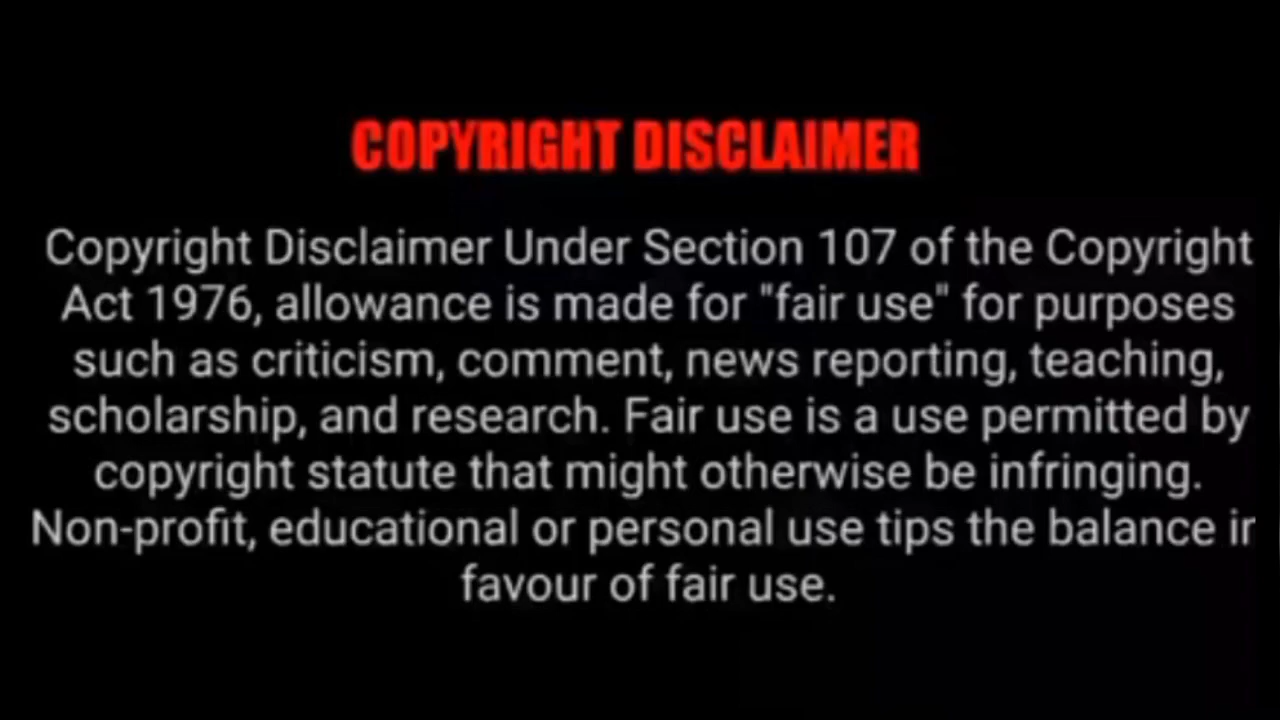 COPYRIGHT DISCLAIMER
Copyright Disclaimer Under Section 107 of the Copyright
Act 1976, allowance is made for "fair use" for purposes
such as criticism, comment, news reporting, teaching,
scholarship, and research. Fair use is a use permitted by
copyright statute that might otherwise be infringing.
Non-profit, educational or personal use tips the balance in
favour of fair use.